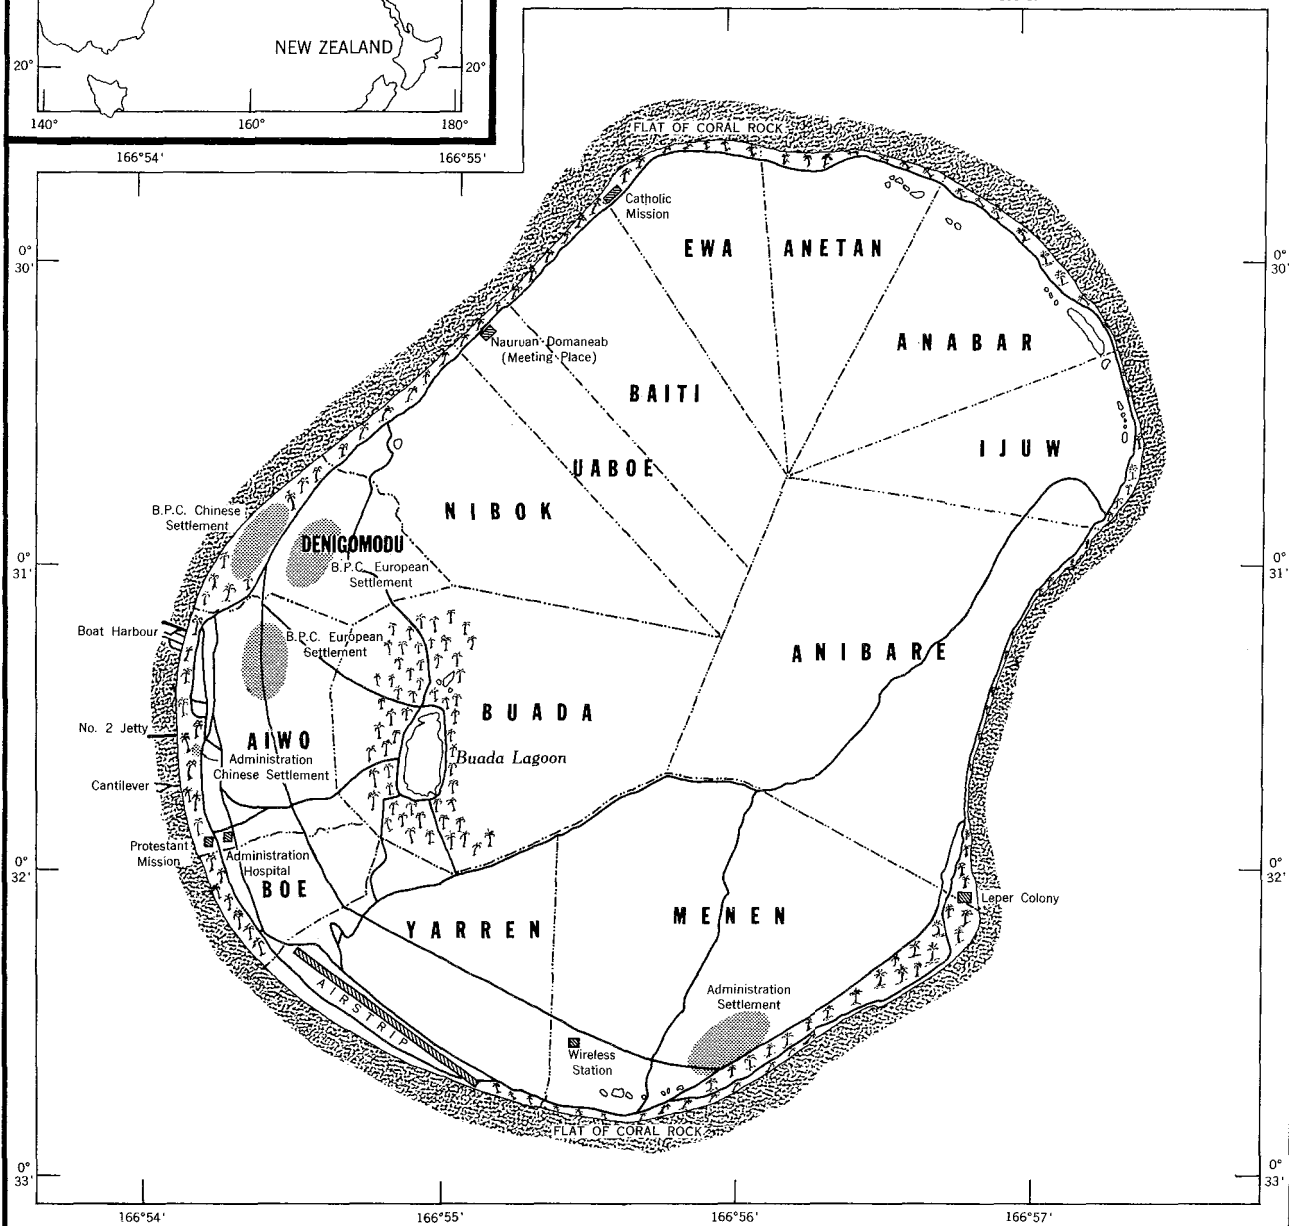 NEW ZEALAND
20°
20°
140°
160°
180°
166°54'
166°55'
FLAT OF CORAL ROCK
Catholic
Mission
EWA
ANETAN
0°
30'
0°
30'
ANABAR
Nauruan Domaneab
(Meeting Place)
BAITI
IJUW
UABOE
NIBOK
B.P.C. Chinese
Settlement
DENIGOMODU
B.P.C. European
Settlement
0°
31'
0°
31'
Boat Harbour
B.P.C. European
Settlement
ANIBARE
BUADA
No. 2 Jetty
AIWO
Administration
Chinese Settlement
Buada Lagoon
Cantilever
Protestant
Mission
Administration
Hospital
0°
32'
0°
32'
BOE
Leper Colony
YARREN
MENEN
AIRSTRIP
Administration
Settlement
Wireless
Station
FLAT OF CORAL ROCK
0°
33'
0°
33'
166°54'
166°55'
166°56'
166°57'